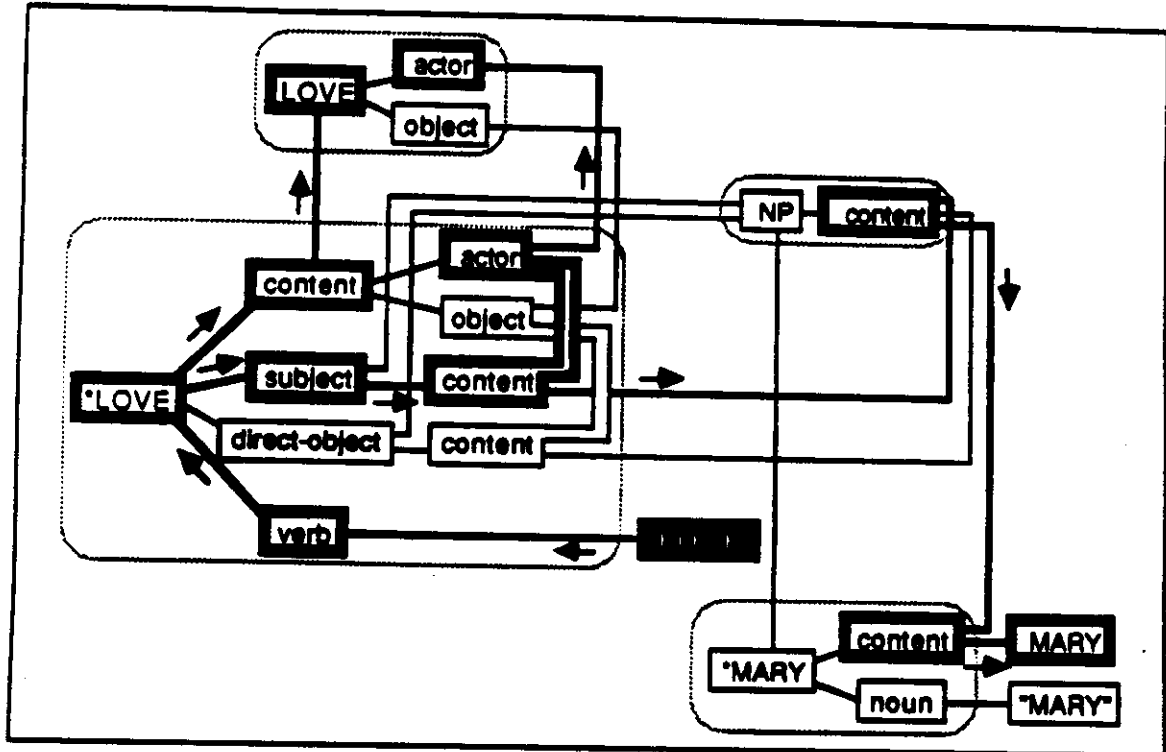 actor
LOVE
object
NP
content
actor
content
object
subject
content
*LOVE
direct-object
content
verb
content
MARY
*MARY
noun
"MARY"